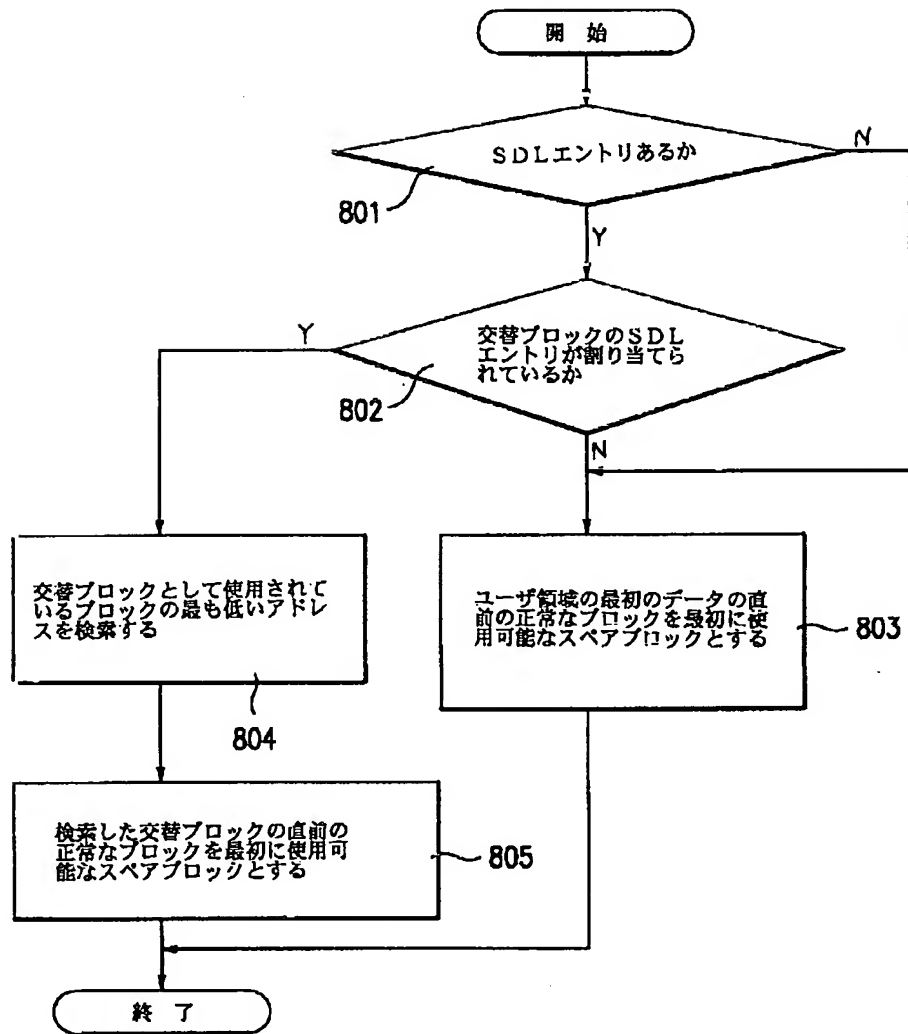 開 始
SDLエントリあるか
N
801
Y
交替ブロックのSDL
エントリが割り当てら
れているか
Y
802
N
交替ブロックとして使用されて
いるブロックの最も低いアドレ
スを検索する
804
ユーザ領域の最初のデータの直
前の正常なブロックを最初に使
用可能なスペアブロックとする
803
検索した交替ブロックの直前の
正常なブロックを最初に使用可
能なスペアブロックとする
805
終 了